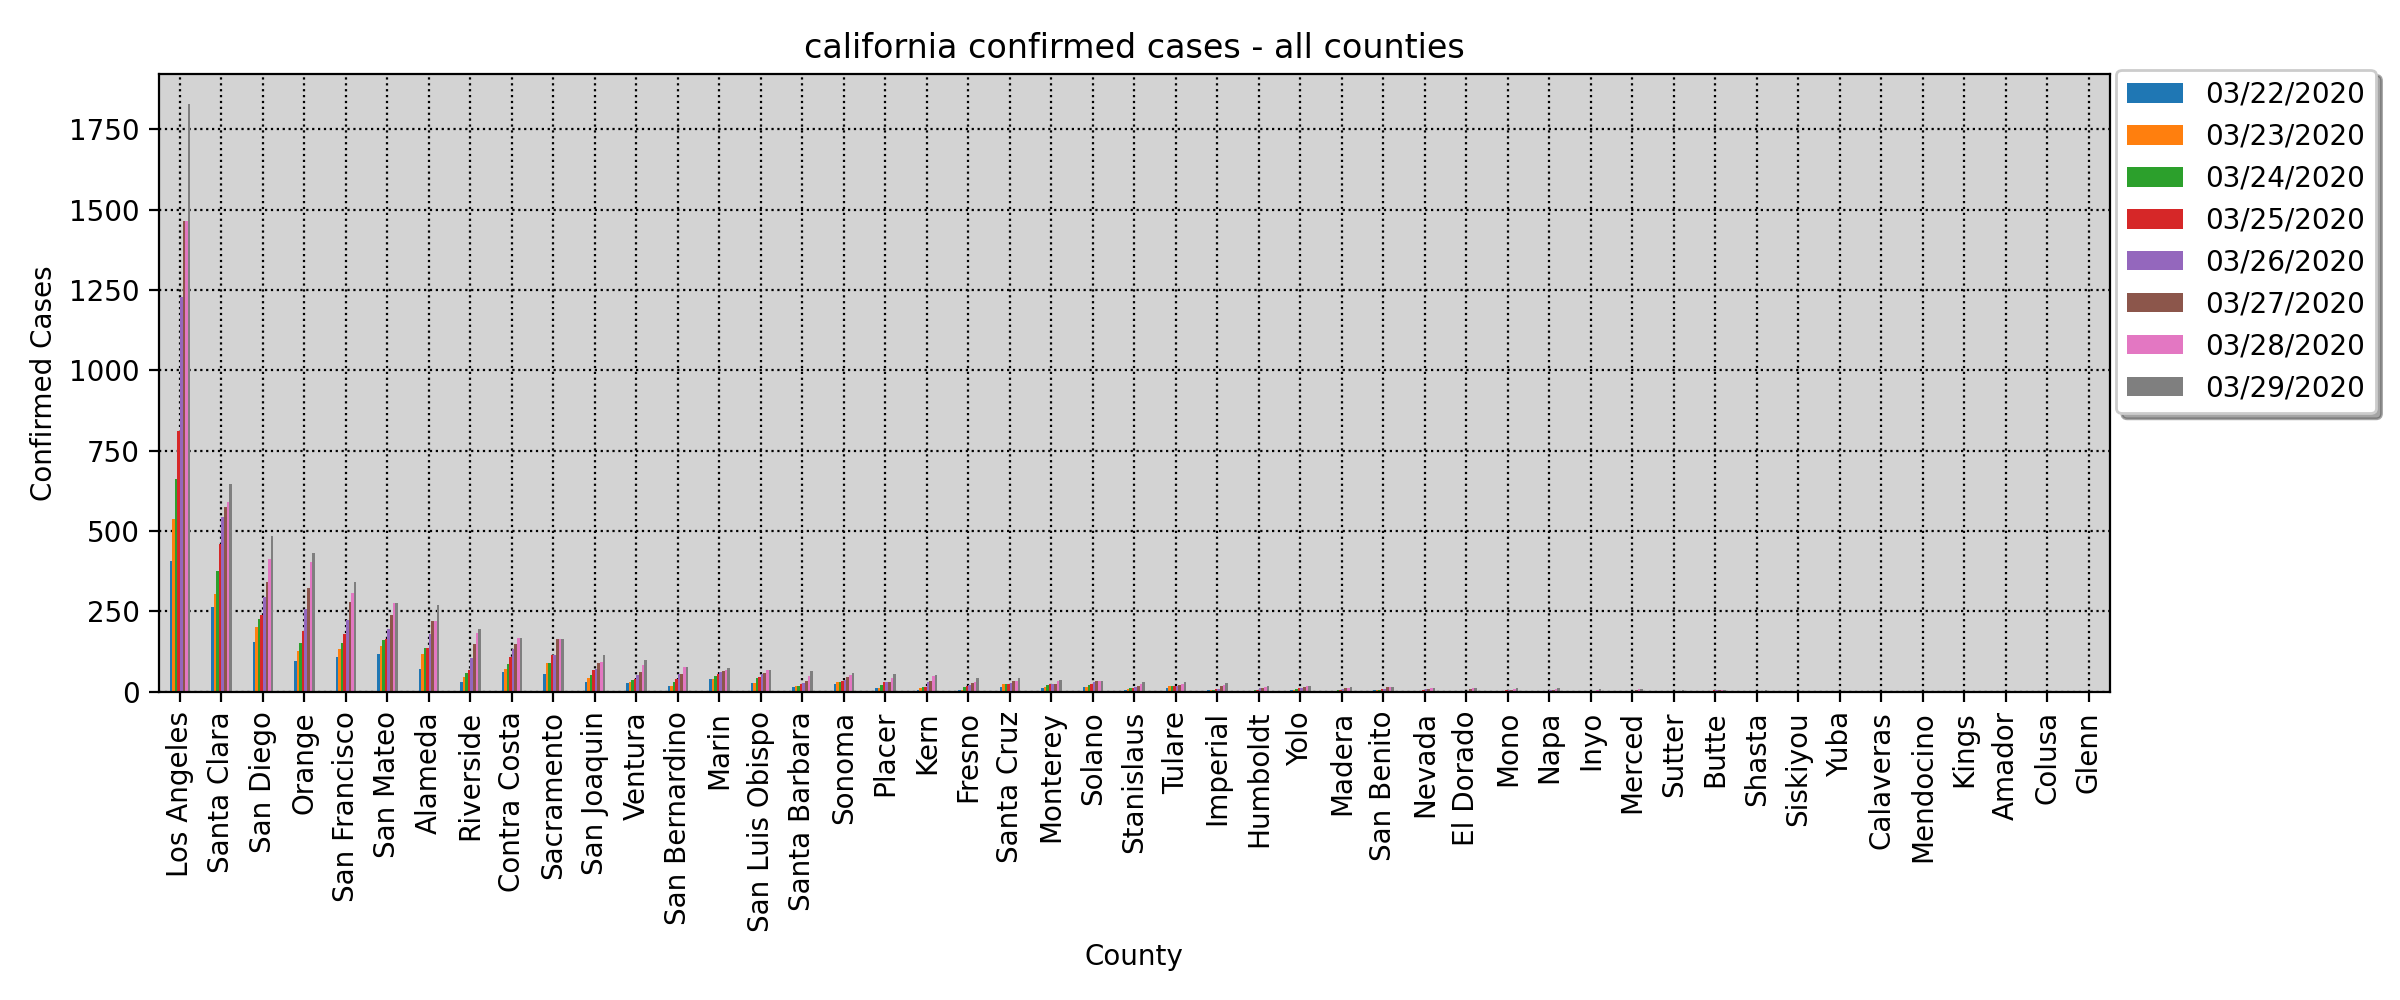 california confirmed cases - all counties
Confirmed Cases
1750
1500
1250
1000
750
500
250
0
03/22/2020
03/23/2020
03/24/2020
03/25/2020
03/26/2020
03/27/2020
03/28/2020
03/29/2020
Los Angeles
Santa Clara
San Diego
Orange
San Francisco
San Mateo
Alameda
Riverside
Contra Costa
Sacramento
San Joaquin
Ventura
San Bernardino
Marin
San Luis Obispo
Santa Barbara
Sonoma
Placer
Kern
Fresno
Santa Cruz
Monterey
Solano
Stanislaus
Tulare
Imperial
Humboldt
Yolo
Madera
San Benito
Nevada
El Dorado
Mono
Napa
Inyo
Merced
Sutter
Butte
Shasta
Siskiyou
Yuba
Calaveras
Mendocino
Kings
Amador
Colusa
Glenn
County